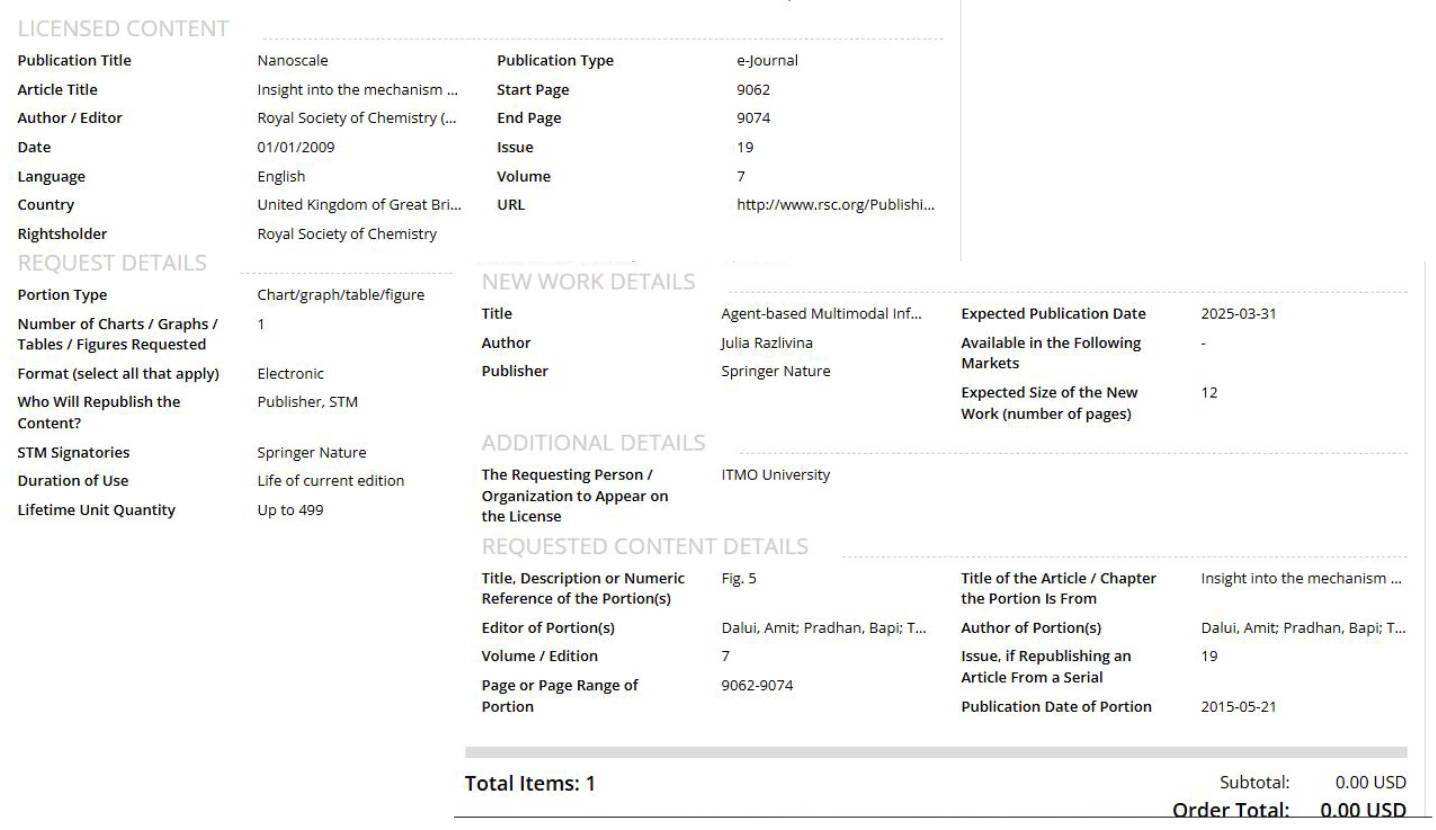 LICENSED CONTENT
Publication Title Nanoscale Publication Type e-Journal
Article Title Insight into the mechanism ... Start Page 9062
Author / Editor Royal Society of Chemistry (... End Page 9074
Date 01/01/2009 Issue 19
Language English Volume 7
Country United Kingdom of Great Bri... URL http://www.rsc.org/Publishi...
Rightsholder Royal Society of Chemistry
REQUEST DETAILS
Portion Type Chart/graph/table/figure
Number of Charts / Graphs / 1
Tables / Figures Requested
Format (select all that apply) Electronic
Who Will Republish the Publisher, STM
Content?
STM Signatories Springer Nature
Duration of Use Life of current edition
Lifetime Unit Quantity Up to 499
NEW WORK DETAILS
Title Agent-based Multimodal Inf... Expected Publication Date 2025-03-31
Author Julia Razlivina Available in the Following -
Markets
Publisher Springer Nature
Expected Size of the New 12
Work (number of pages)
ADDITIONAL DETAILS
The Requesting Person / ITMO University
Organization to Appear on
the License
REQUESTED CONTENT DETAILS
Title, Description or Numeric Fig. 5 Title of the Article / Chapter Insight into the mechanism ...
Reference of the Portion(s) the Portion Is From
Editor of Portion(s) Dalui, Amit; Pradhan, Bapi; T... Author of Portion(s) Dalui, Amit; Pradhan, Bapi; T...
Volume / Edition 7 Issue, if Republishing an 19
Article From a Serial
Page or Page Range of 9062-9074
Portion Publication Date of Portion 2015-05-21
Total Items: 1 Subtotal: 0.00 USD
Order Total: 0.00 USD